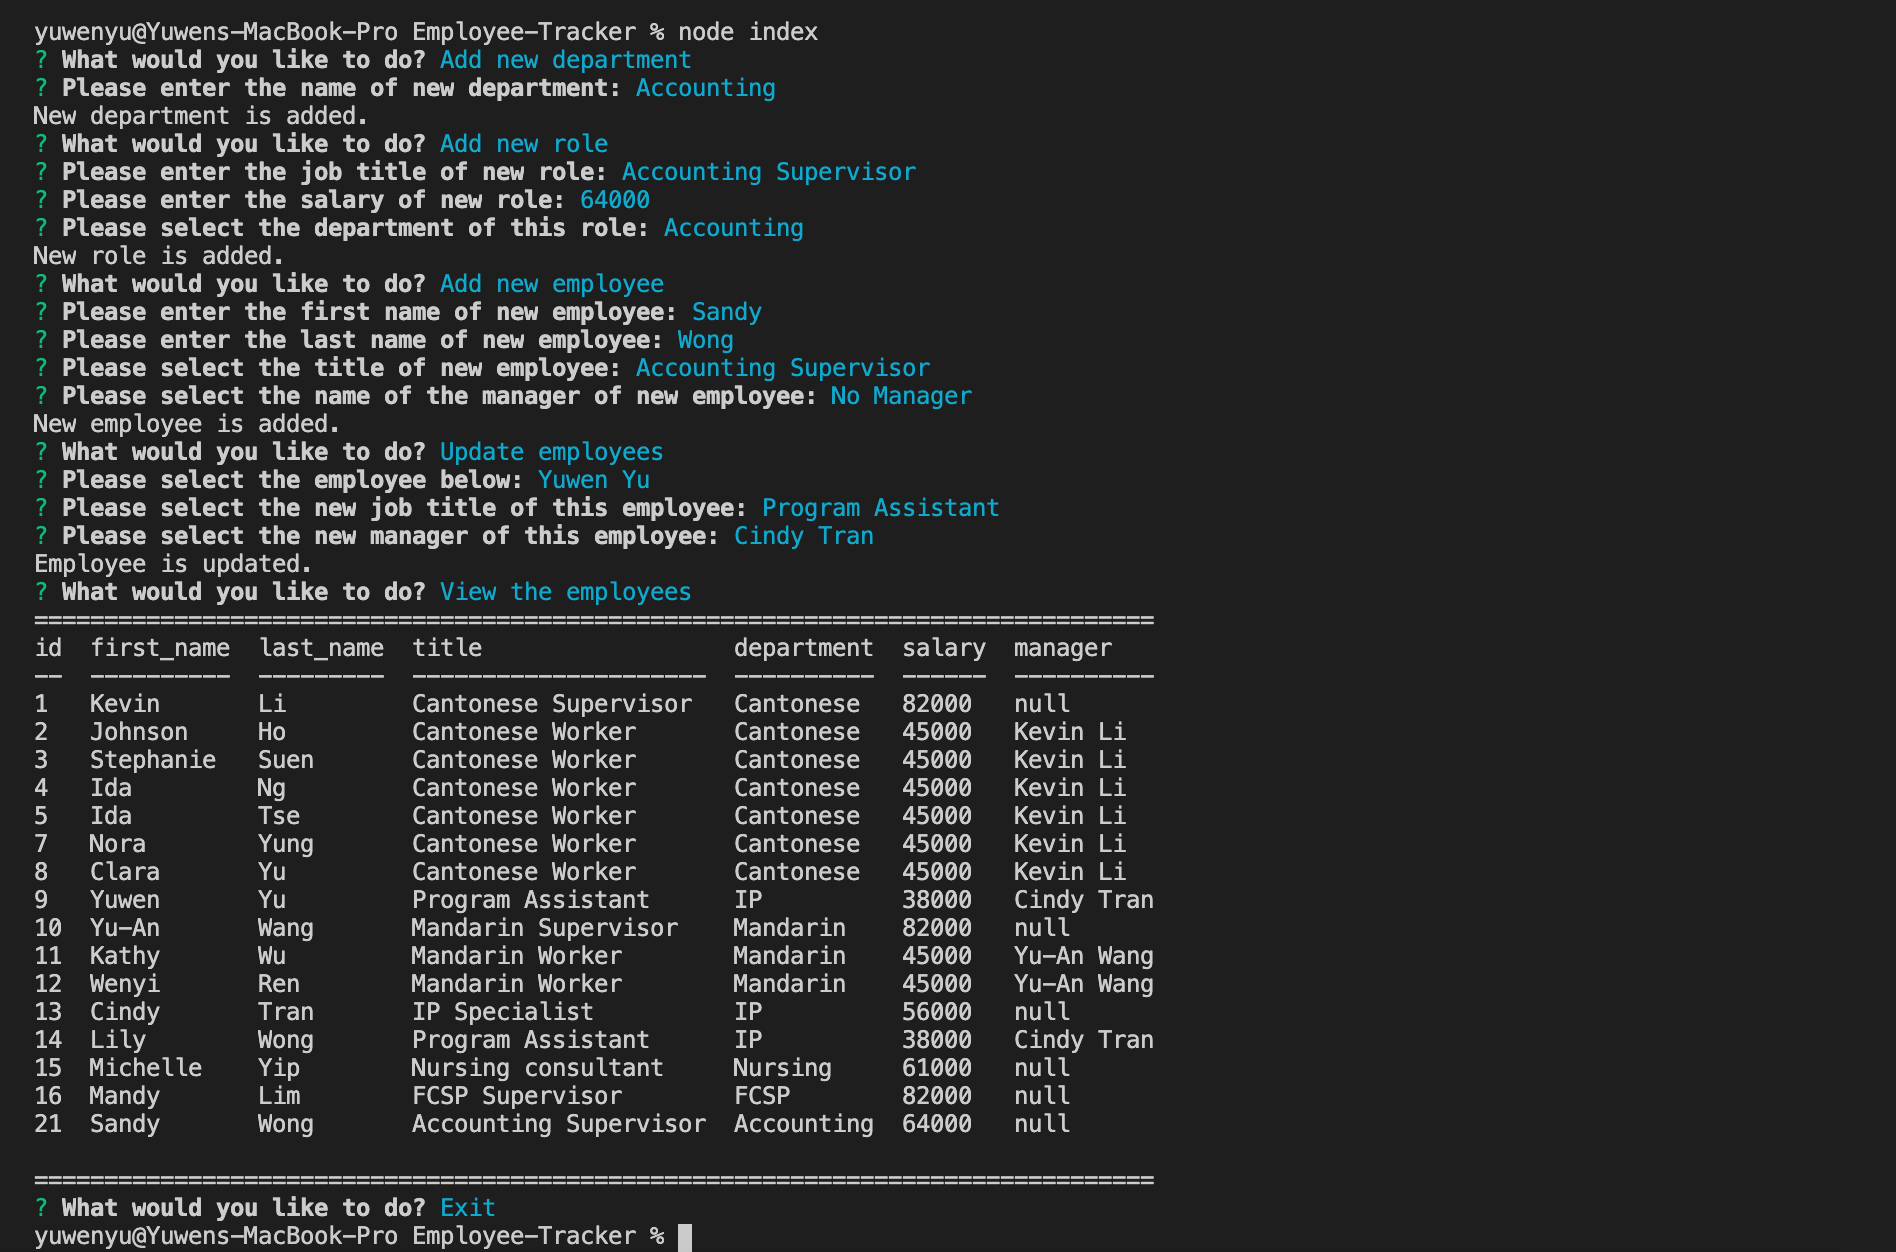 yuwenyu@Yuwens-MacBook-Pro Employee-Tracker % node index
? What would you like to do? Add new department
? Please enter the name of new department: Accounting
New department is added.
? What would you like to do? Add new role
? Please enter the job title of new role: Accounting Supervisor
? Please enter the salary of new role: 64000
? Please select the department of this role: Accounting
New role is added.
? What would you like to do? Add new employee
? Please enter the first name of new employee: Sandy
? Please enter the last name of new employee: Wong
? Please select the title of new employee: Accounting Supervisor
? Please select the name of the manager of new employee: No Manager
New employee is added.
? What would you like to do? Update employees
? Please select the employee below: Yuwen Yu
? Please select the new job title of this employee: Program Assistant
? Please select the new manager of this employee: Cindy Tran
Employee is updated.
? What would you like to do? View the employees
================================================================================
id  first_name  last_name  title                  department  salary  manager
--  ----------  ---------  ---------------------  ----------  ------  ----------
1   Kevin       Li         Cantonese Supervisor   Cantonese   82000   null
2   Johnson     Ho         Cantonese Worker       Cantonese   45000   Kevin Li
3   Stephanie   Suen       Cantonese Worker       Cantonese   45000   Kevin Li
4   Ida         Ng         Cantonese Worker       Cantonese   45000   Kevin Li
5   Ida         Tse        Cantonese Worker       Cantonese   45000   Kevin Li
7   Nora        Yung       Cantonese Worker       Cantonese   45000   Kevin Li
8   Clara       Yu         Cantonese Worker       Cantonese   45000   Kevin Li
9   Yuwen       Yu         Program Assistant      IP          38000   Cindy Tran
10  Yu-An       Wang       Mandarin Supervisor    Mandarin    82000   null
11  Kathy       Wu         Mandarin Worker        Mandarin    45000   Yu-An Wang
12  Wenyi       Ren        Mandarin Worker        Mandarin    45000   Yu-An Wang
13  Cindy       Tran       IP Specialist          IP          56000   null
14  Lily        Wong       Program Assistant      IP          38000   Cindy Tran
15  Michelle    Yip        Nursing consultant     Nursing     61000   null
16  Mandy       Lim        FCSP Supervisor        FCSP        82000   null
21  Sandy       Wong       Accounting Supervisor  Accounting  64000   null
================================================================================
? What would you like to do? Exit
yuwenyu@Yuwens-MacBook-Pro Employee-Tracker %